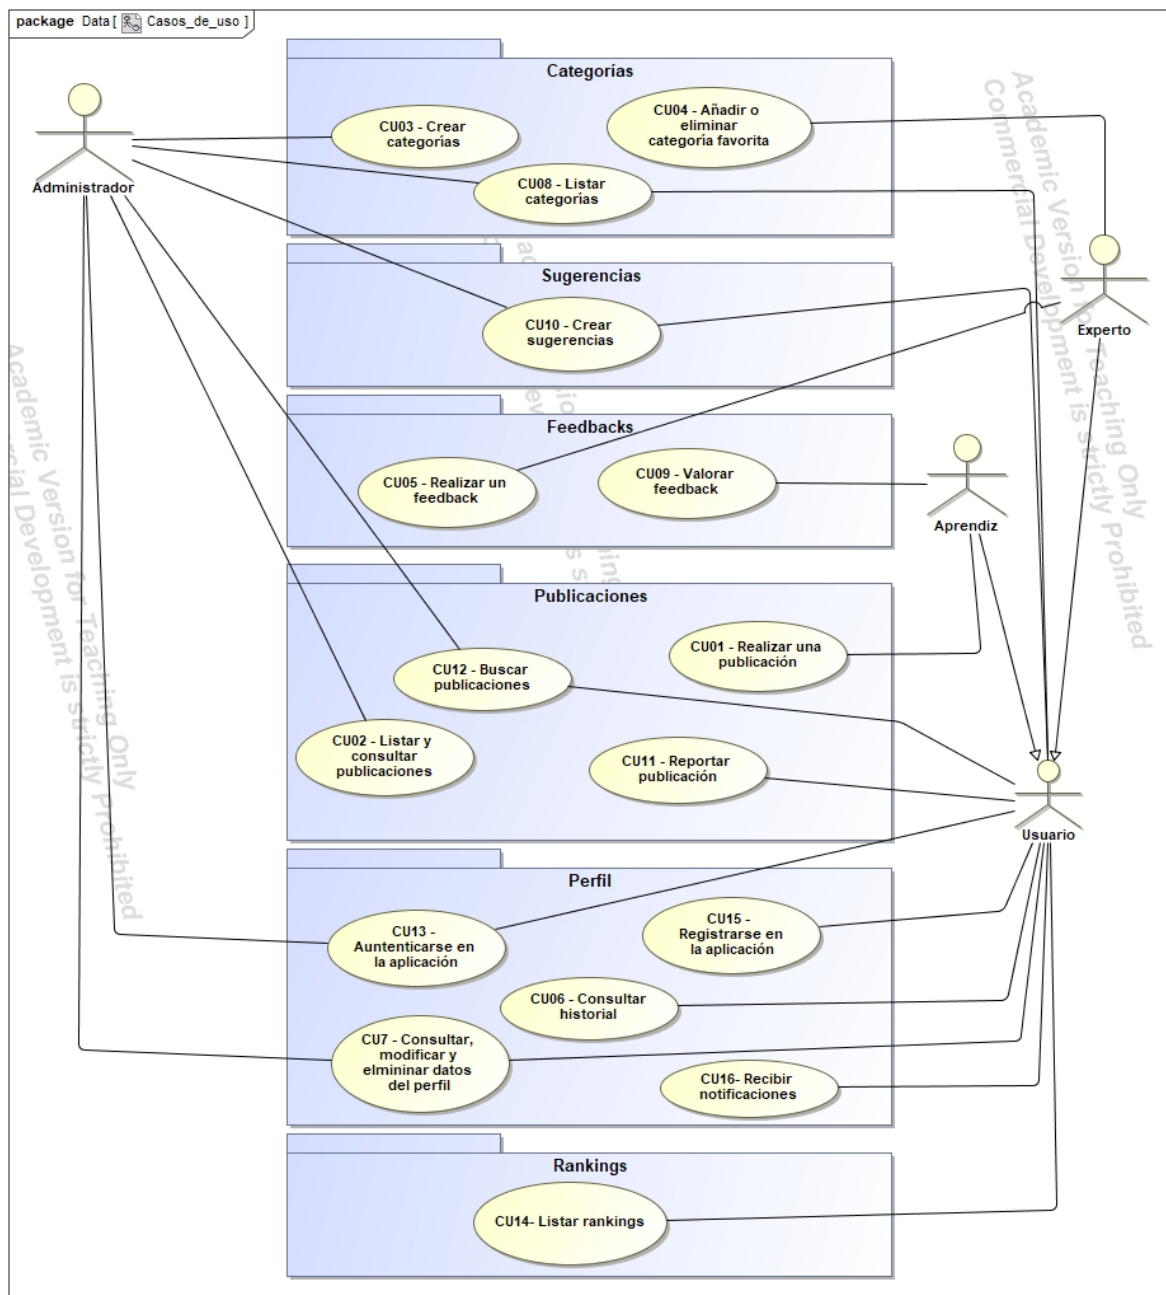 package Data [ Casos_de_uso ]
Categorías
CU03 - Crear
categorías
CU04 - Añadir o
eliminar
categoría favorita
CU08 - Listar
categorías
Administrador
Sugerencias
CU10 - Crear
sugerencias
Experto
Feedbacks
CU05 - Realizar un
feedback
CU09 - Valorar
feedback
Aprendiz
Publicaciones
CU01 - Realizar una
publicación
CU12 - Buscar
publicaciones
CU02 - Listar y
consultar
publicaciones
CU11 - Reportar
publicación
Usuario
Perfil
CU13 -
Auntenticarse en
la aplicación
CU15 -
Registrarse en
la aplicación
CU06 - Consultar
historial
CU7 - Consultar,
modificar y
elmininar datos
del perfil
CU16- Recibir
notificaciones
Rankings
CU14- Listar rankings
Academic Version for Teaching Only
Commercial Development is strictly Prohibited
Academic Version for Teaching Only
Development is strictly Prohibited